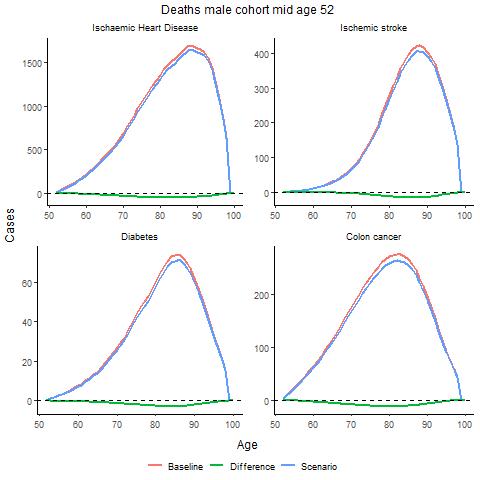 Deaths male cohort mid age 52
Ischaemic Heart Disease
Ischemic stroke
1500
1000
500
0
50 60 70 80 90 100
400
300
200
100
0
50 60 70 80 90 100
Cases
Diabetes
Colon cancer
60
40
20
0
50 60 70 80 90 100
200
100
0
50 60 70 80 90 100
Age
Baseline Difference Scenario